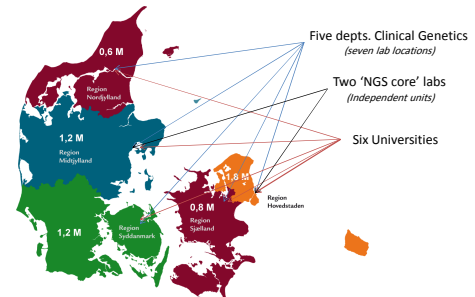 0,6 M
Region
Nordjylland
1,2 M
Region
Midtjylland
1,2 M
Region
Syddanmark
0,8 M
Region
Sjælland
1,8 M
Region
Hovedstaden
Five depts. Clinical Genetics
(seven lab locations)
Two ‘NGS core’ labs
(Independent units)
Six Universities